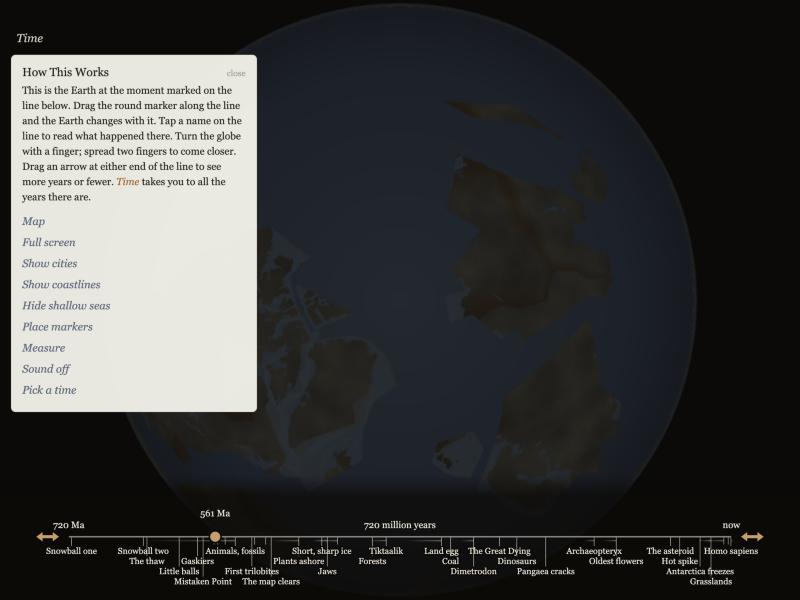 Time
How This Works
close
This is the Earth at the moment marked on the
line below. Drag the round marker along the line
and the Earth changes with it. Tap a name on the
line to read what happened there. Turn the globe
with a finger; spread two fingers to come closer.
Drag an arrow at either end of the line to see
more years or fewer. Time takes you to all the
years there are.
Map
Full screen
Show cities
Show coastlines
Hide shallow seas
Place markers
Measure
Sound off
Pick a time
561 Ma
720 Ma
720 million years
now
Snowball one
Snowball two
Animals, fossils
Short, sharp ice
Tiktaalik
Land egg
The Great Dying
Archaeopteryx
The asteroid
Homo sapiens
The thaw
Gaskiers
Plants ashore
Forests
Coal
Dinosaurs
Oldest flowers
Hot spike
Little balls
First trilobites
Jaws
Dimetrodon
Pangaea cracks
Antarctica freezes
Mistaken Point
The map clears
Grasslands